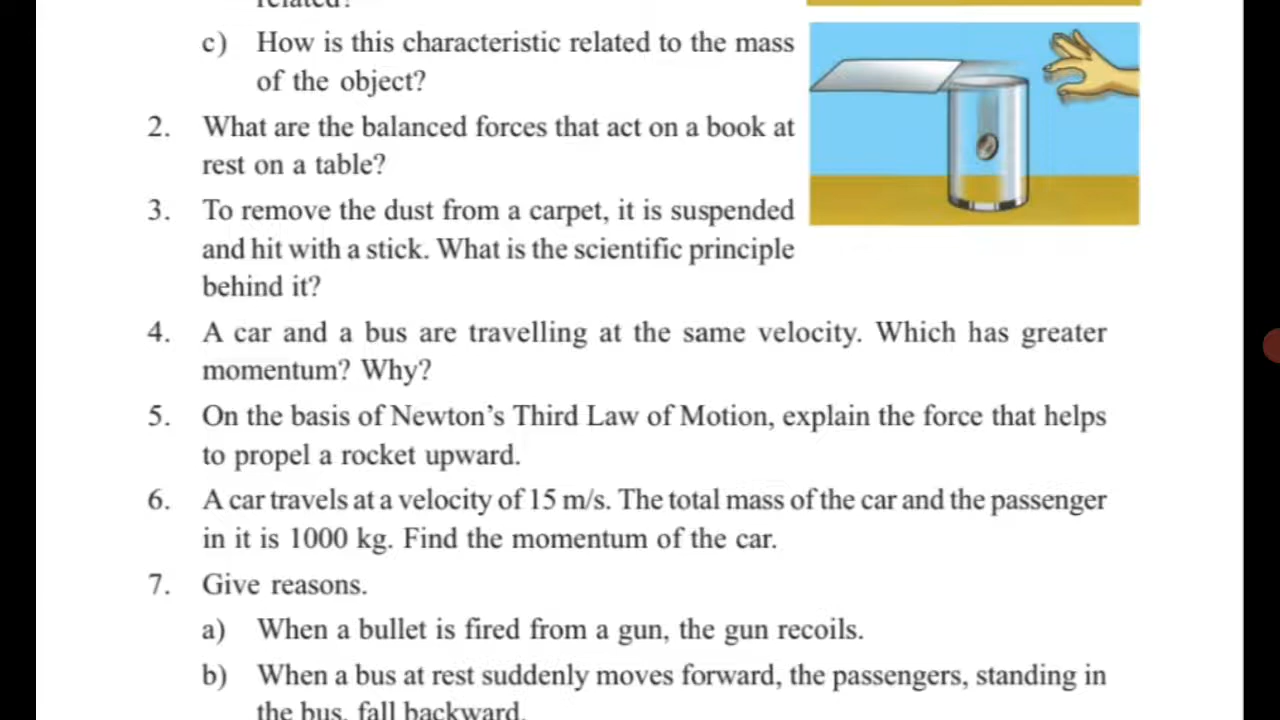 related?
c) How is this characteristic related to the mass
of the object?
2. What are the balanced forces that act on a book at
rest on a table?
3. To remove the dust from a carpet, it is suspended
and hit with a stick. What is the scientific principle
behind it?
4. A car and a bus are travelling at the same velocity. Which has greater
momentum? Why?
5. On the basis of Newton's Third Law of Motion, explain the force that helps
to propel a rocket upward.
6. A car travels at a velocity of 15 m/s. The total mass of the car and the passenger
in it is 1000 kg. Find the momentum of the car.
7. Give reasons.
a) When a bullet is fired from a gun, the gun recoils.
b) When a bus at rest suddenly moves forward, the passengers, standing in
the bus, fall backward.